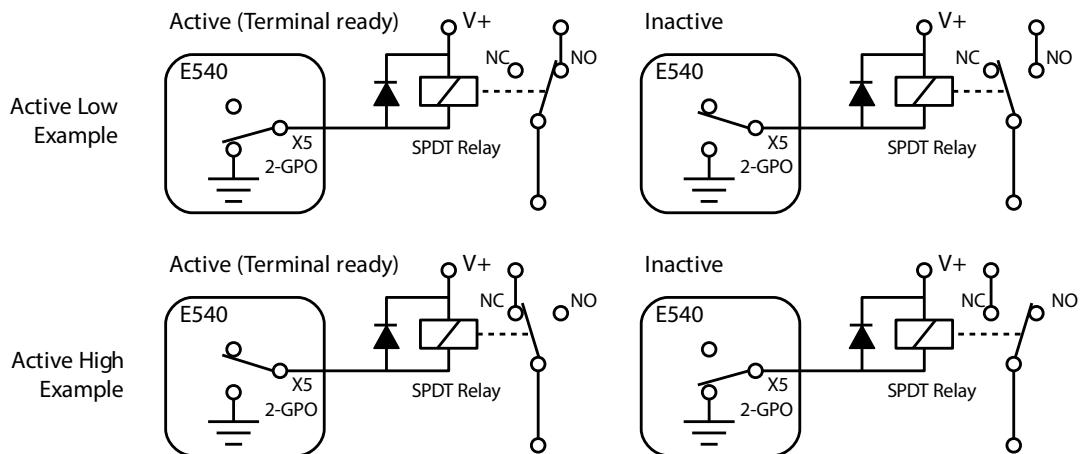 Active (Terminal ready)
V+
NC
NO
E540
X5
2-GPO
SPDT Relay
Inactive
V+
NC
NO
E540
X5
2-GPO
SPDT Relay
Active Low
Example
Active (Terminal ready)
V+
NC
NO
E540
X5
2-GPO
SPDT Relay
Inactive
V+
NC
NO
E540
X5
2-GPO
SPDT Relay
Active High
Example